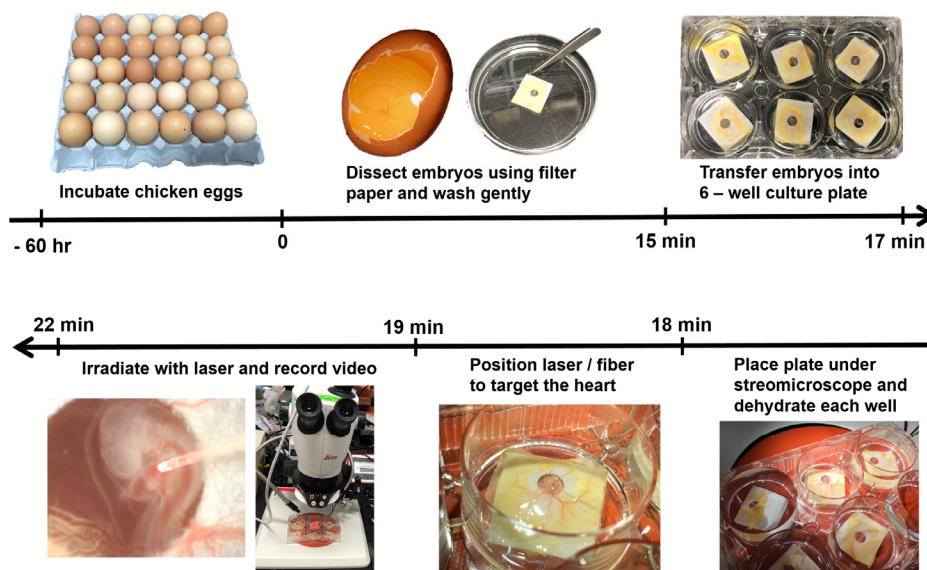 Incubate chicken eggs
Dissect embryos using filter
paper and wash gently
Transfer embryos into
6 – well culture plate
- 60 hr
0
15 min
17 min
22 min
19 min
18 min
Irradiate with laser and record video
Position laser / fiber
to target the heart
Place plate under
streomicroscope and
dehydrate each well
Leica